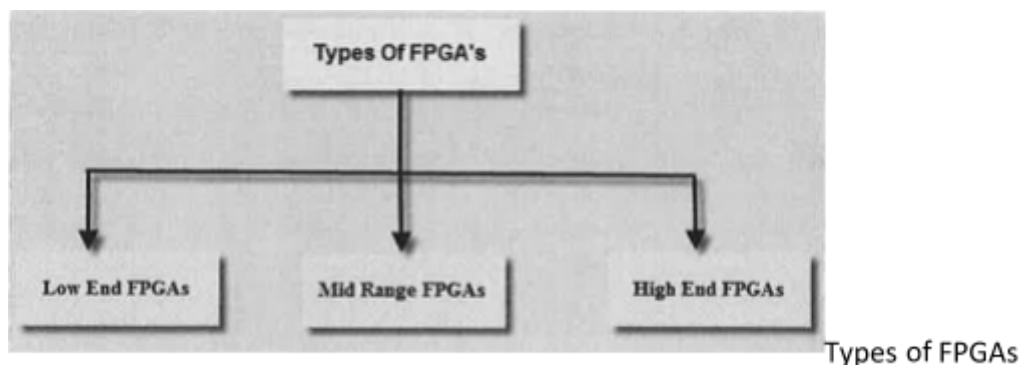 Types Of FPGA's
Low End FPGAs
Mid Range FPGAs
High End FPGAs
Types of FPGAs